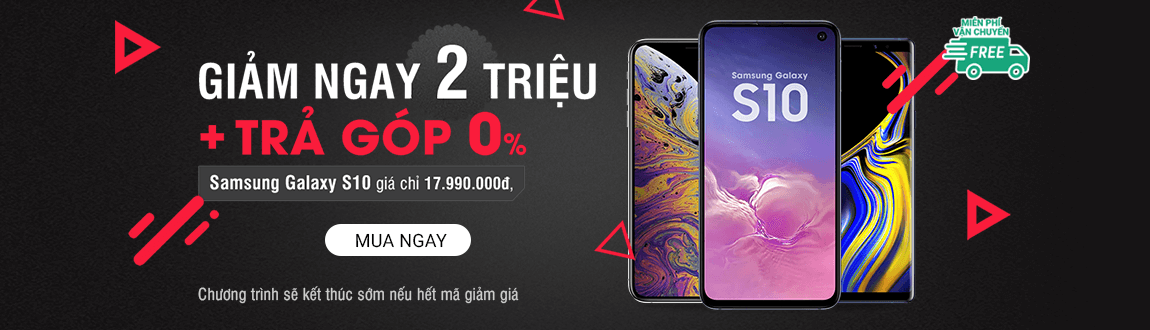 GIẢM NGAY 2 TRIỆU
+ TRẢ GÓP 0%
Samsung Galaxy S10 giá chỉ 17.990.000đ,
MUA NGAY
Chương trình sẽ kết thúc sớm nếu hết mã giảm giá
Samsung Galaxy
S10
MIỄN PHÍ
VẬN CHUYỂN
FREE